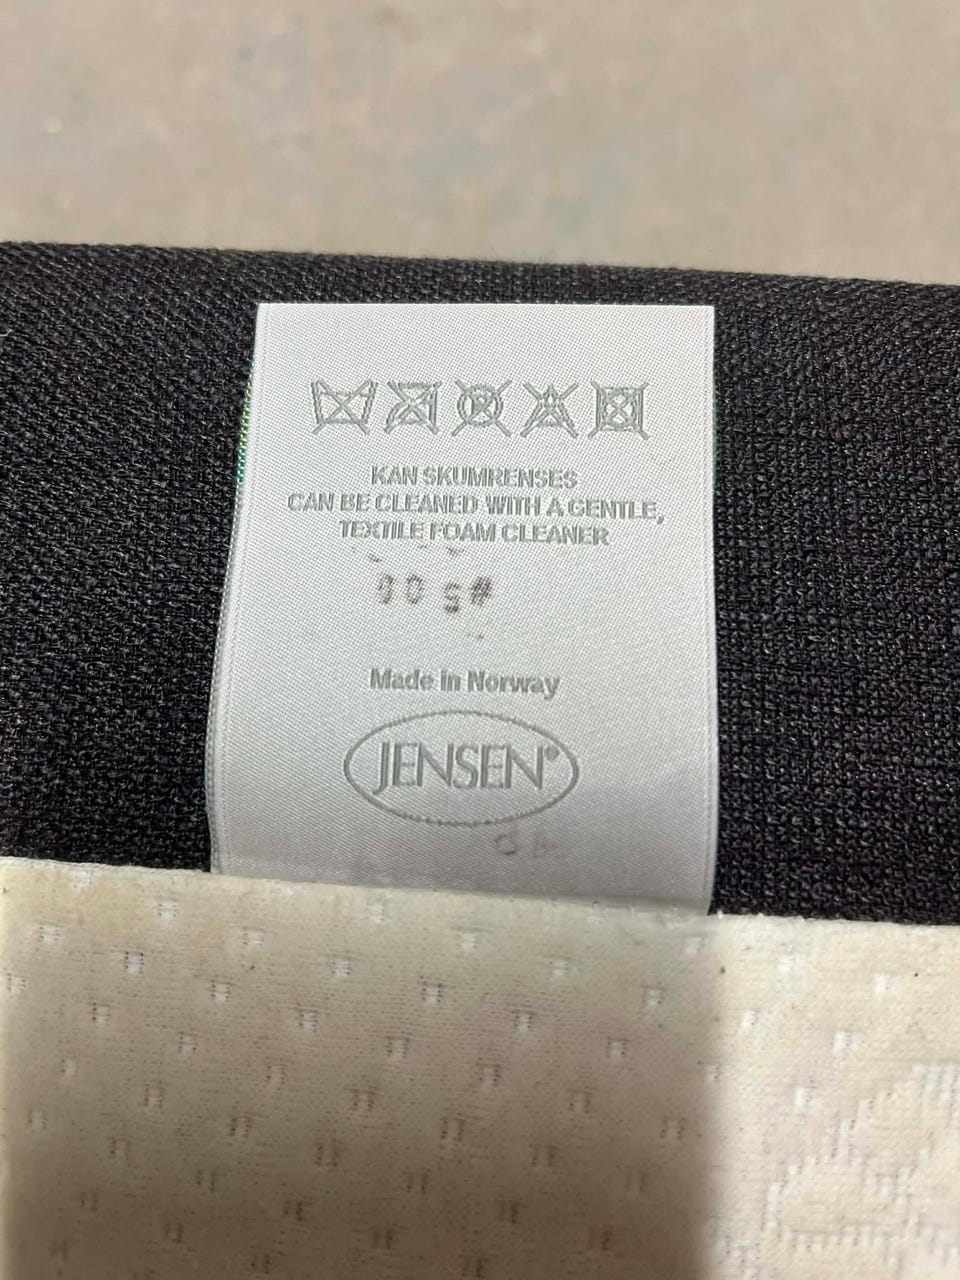 KAN SKUMRENSES
CAN BE CLEANED WITH A GENTLE,
TEXTILE FOAM CLEANER
Made in Norway
JENSEN®